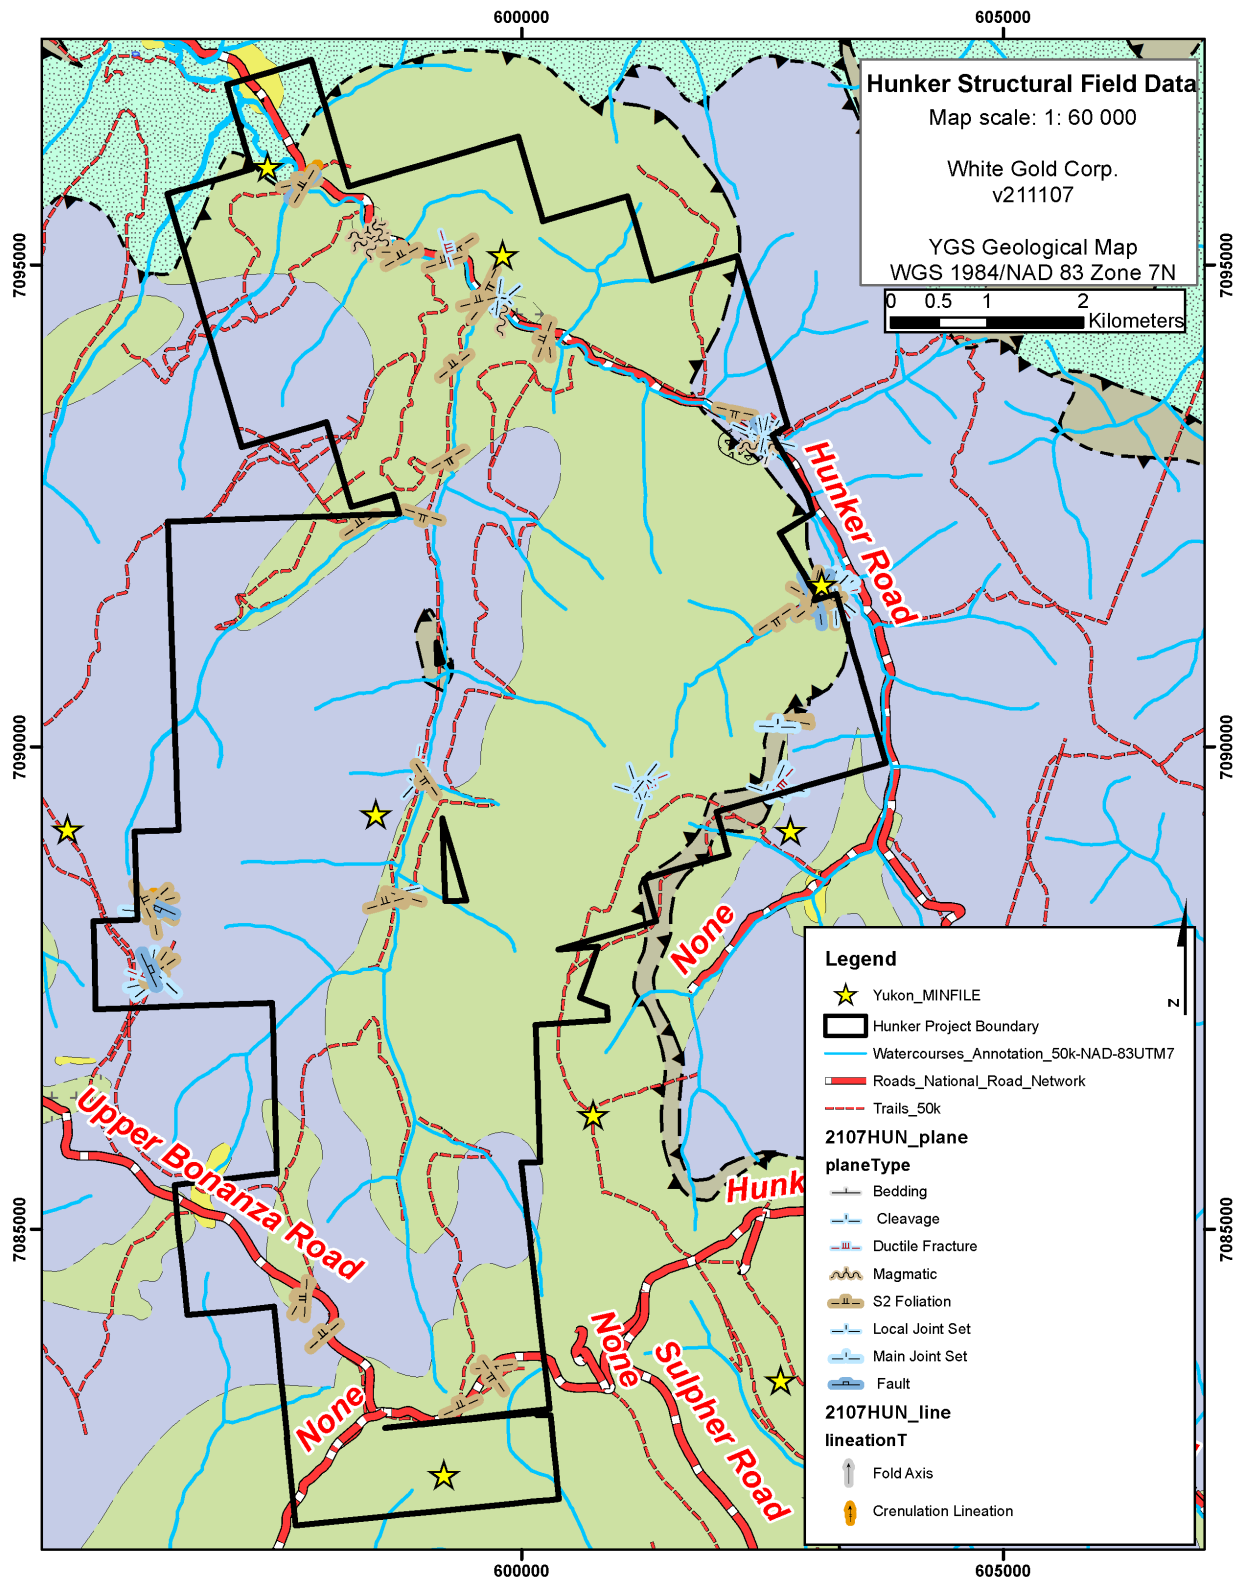 600000
605000
Hunker Structural Field Data
Map scale: 1: 60 000
White Gold Corp.
v211107
YGS Geological Map
WGS 1984/NAD 83 Zone 7N
0 0.5 1 2
Kilometers
7095000
7095000
Hunker Road
7090000
7090000
None
Upper Bonanza Road
Hunk
7085000
7085000
None
None
Sulpher Road
Legend
Yukon_MINFILE
Hunker Project Boundary
Watercourses_Annotation_50k-NAD-83UTM7
Roads_National_Road_Network
Trails_50k
2107HUN_plane
planeType
Bedding
Cleavage
Ductile Fracture
Magmatic
S2 Foliation
Local Joint Set
Main Joint Set
Fault
2107HUN_line
lineationT
Fold Axis
Crenulation Lineation
N
600000
605000